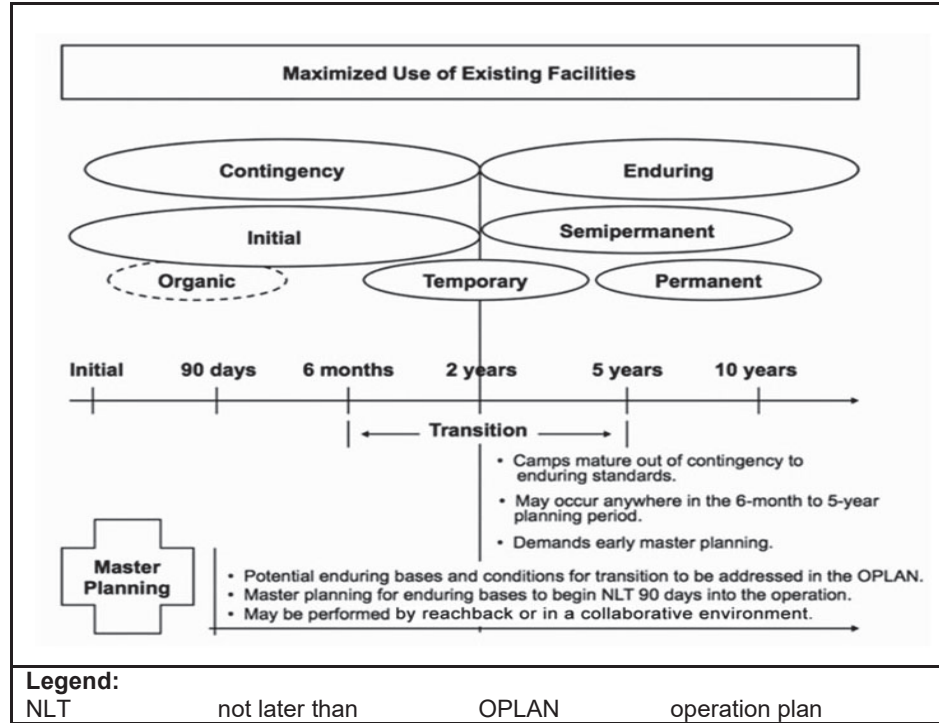 Maximized Use of Existing Facilities
Contingency
Enduring
Initial
Semipermanent
Organic
Temporary
Permanent
Initial
90 days
6 months
2 years
5 years
10 years
Transition
• Camps mature out of contingency to
enduring standards.
• May occur anywhere in the 6-month to 5-year
planning period.
• Demands early master planning.
Master
Planning
• Potential enduring bases and conditions for transition to be addressed in the OPLAN.
• Master planning for enduring bases to begin NLT 90 days into the operation.
• May be performed by reachback or in a collaborative environment.
Legend:
NLT not later than OPLAN operation plan